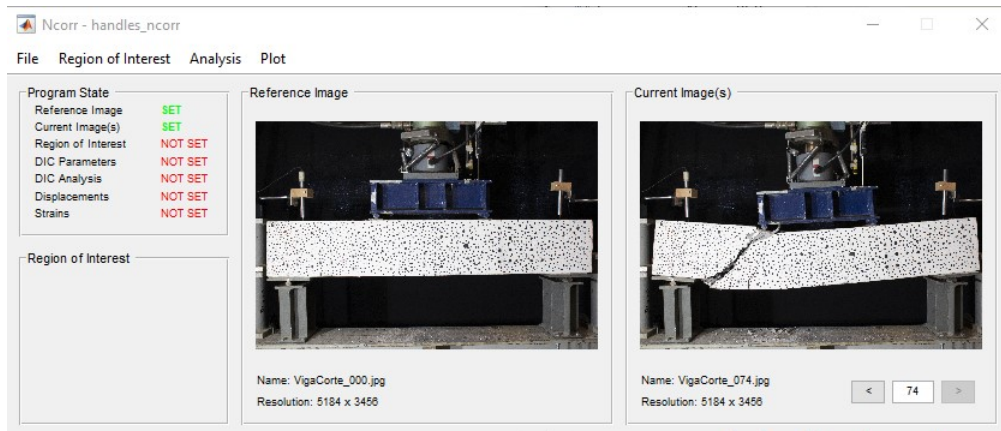 Ncorr - handles_ncorr
File Region of Interest Analysis Plot
Program State
Reference Image SET
Current Image(s) SET
Region of Interest NOT SET
DIC Parameters NOT SET
DIC Analysis NOT SET
Displacements NOT SET
Strains NOT SET
Region of Interest
Reference Image
Name: VigaCorte_000.jpg
Resolution: 5184 x 3456
Current Image(s)
Name: VigaCorte_074.jpg
Resolution: 5184 x 3456
< 74 >